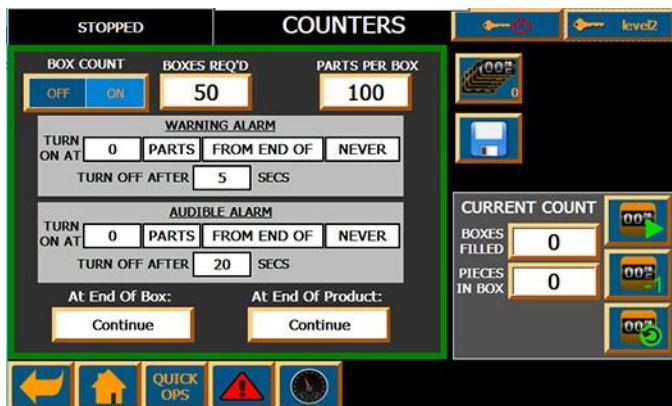 STOPPED
COUNTERS
level2
BOX COUNT
BOXES REQ'D
PARTS PER BOX
OFF
ON
50
100
0
WARNING ALARM
TURN ON AT 0 PARTS FROM END OF NEVER
TURN OFF AFTER 5 SECS
AUDIBLE ALARM
TURN ON AT 0 PARTS FROM END OF NEVER
TURN OFF AFTER 20 SECS
At End Of Box:
At End Of Product:
Continue
Continue
CURRENT COUNT
BOXES FILLED 0
PIECES IN BOX 0
-1
QUICK
OPS